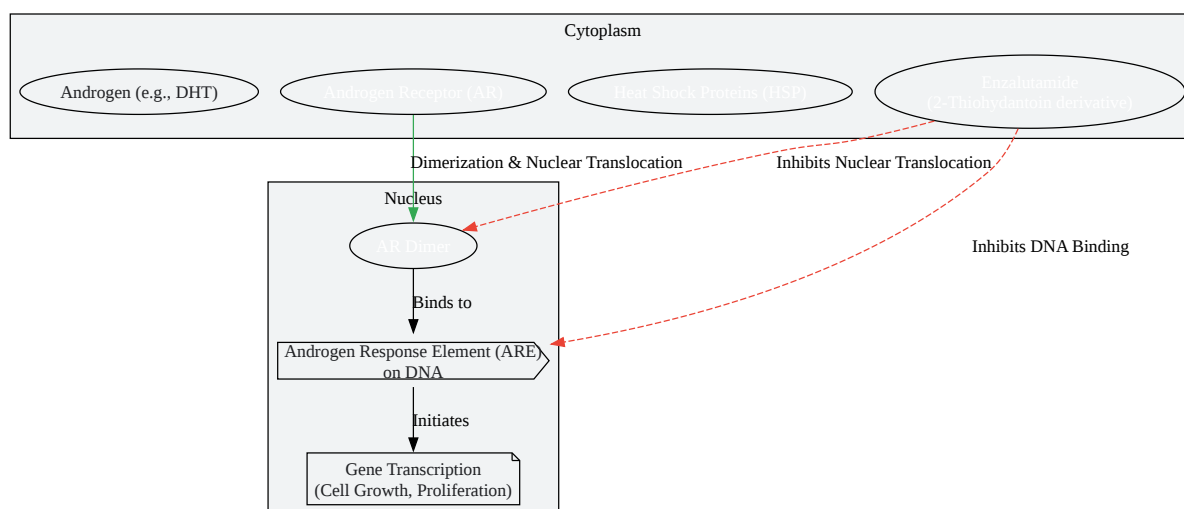 Cytoplasm
Androgen (e.g., DHT)
Androgen Receptor (AR)
Heat Shock Proteins (HSP)
Enzalutamide
(2-Thiohydantoin derivative)
Dimerization & Nuclear Translocation
Inhibits Nuclear Translocation
Nucleus
AR Dimer
Inhibits DNA Binding
Binds to
Androgen Response Element (ARE)
on DNA
Initiates
Gene Transcription
(Cell Growth, Proliferation)